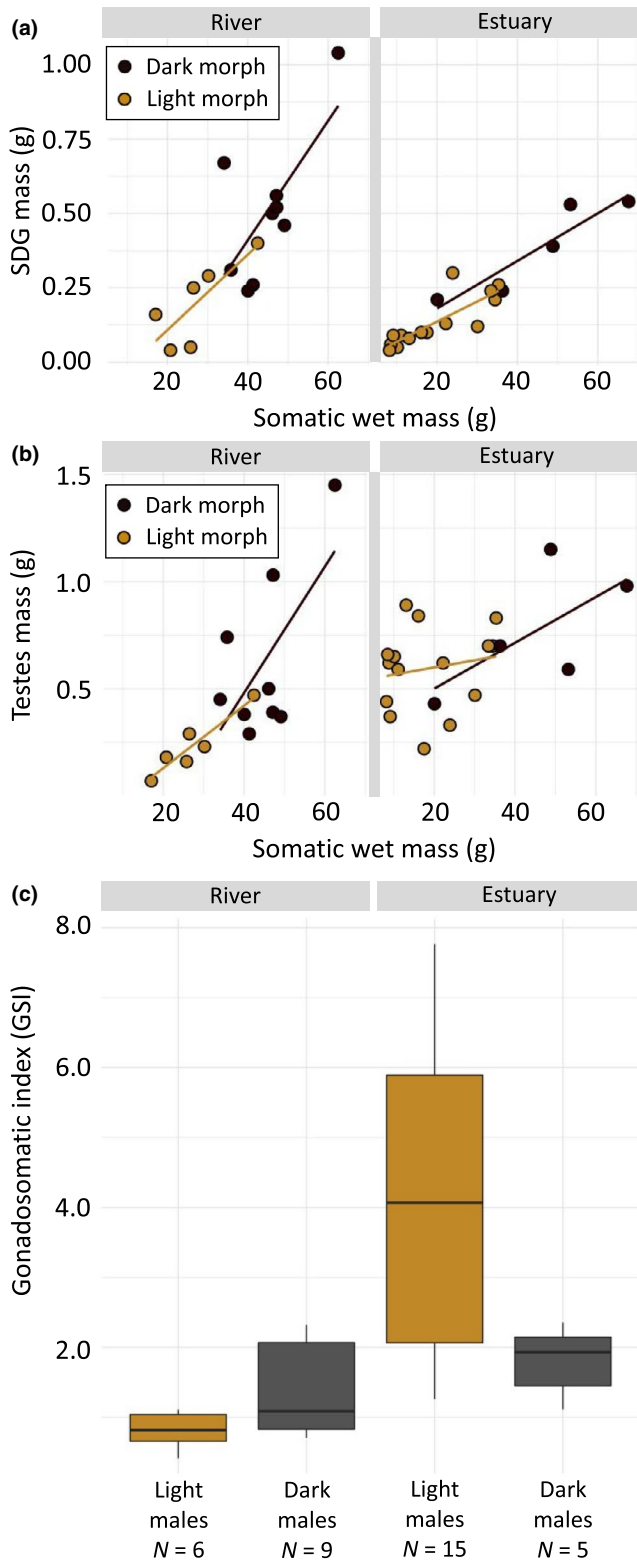 (a)
River Estuary
Dark morph
Light morph
SDG mass (g)
1.00
0.75
0.50
0.25
0.00
20 40 60 20 40 60
Somatic wet mass (g)
(b)
River Estuary
Dark morph
Light morph
Testes mass (g)
1.5
1.0
0.5
20 40 60 20 40 60
Somatic wet mass (g)
(c)
River Estuary
Gonadosomatic index (GSI)
8.0
6.0
4.0
2.0
Light Dark Light Dark
males males males males
N = 6 N = 9 N = 15 N = 5